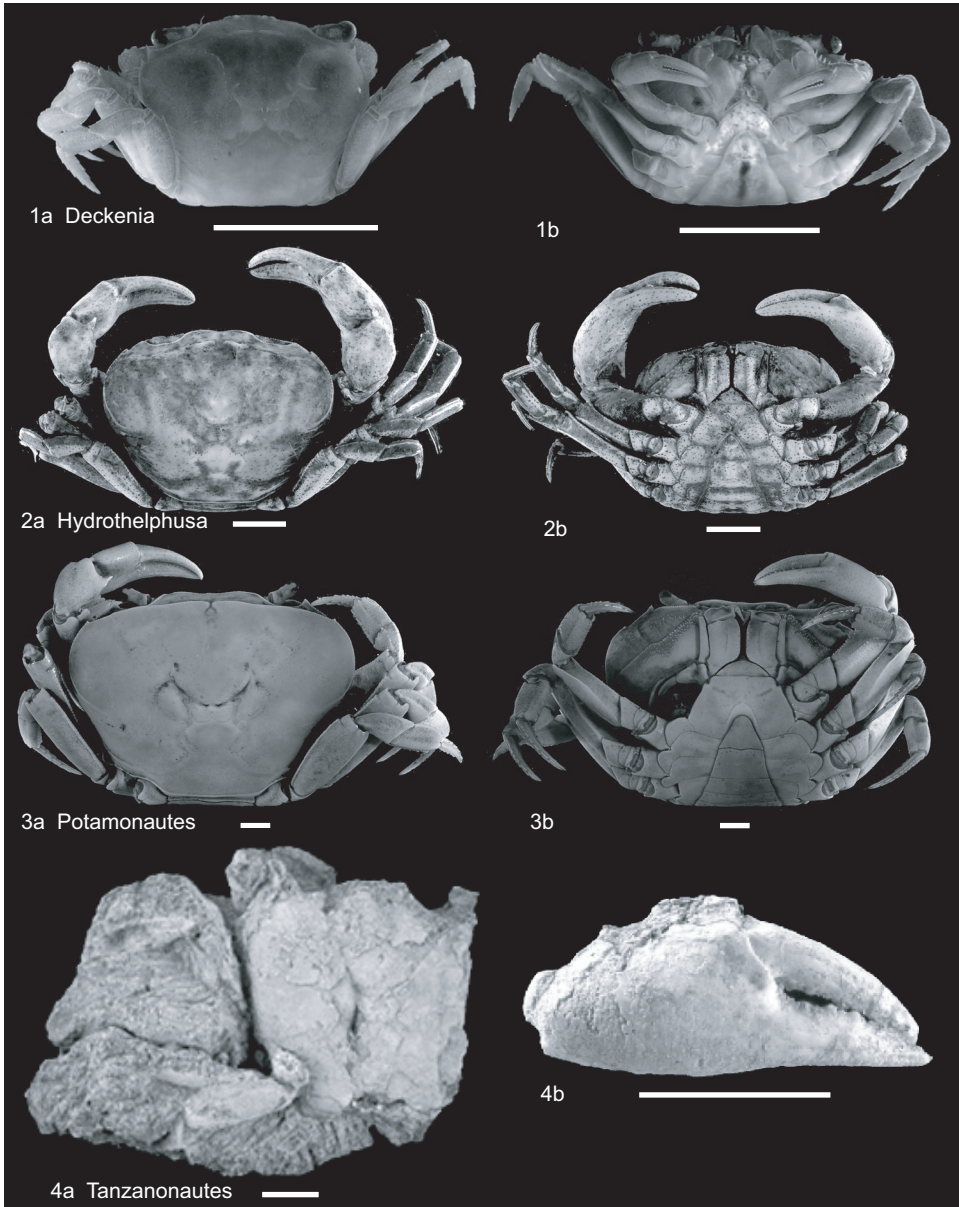 1a Deckenia
1b
2a Hydrothelphusa
2b
3a Potamonautes
3b
4b
4a Tanzanonautes